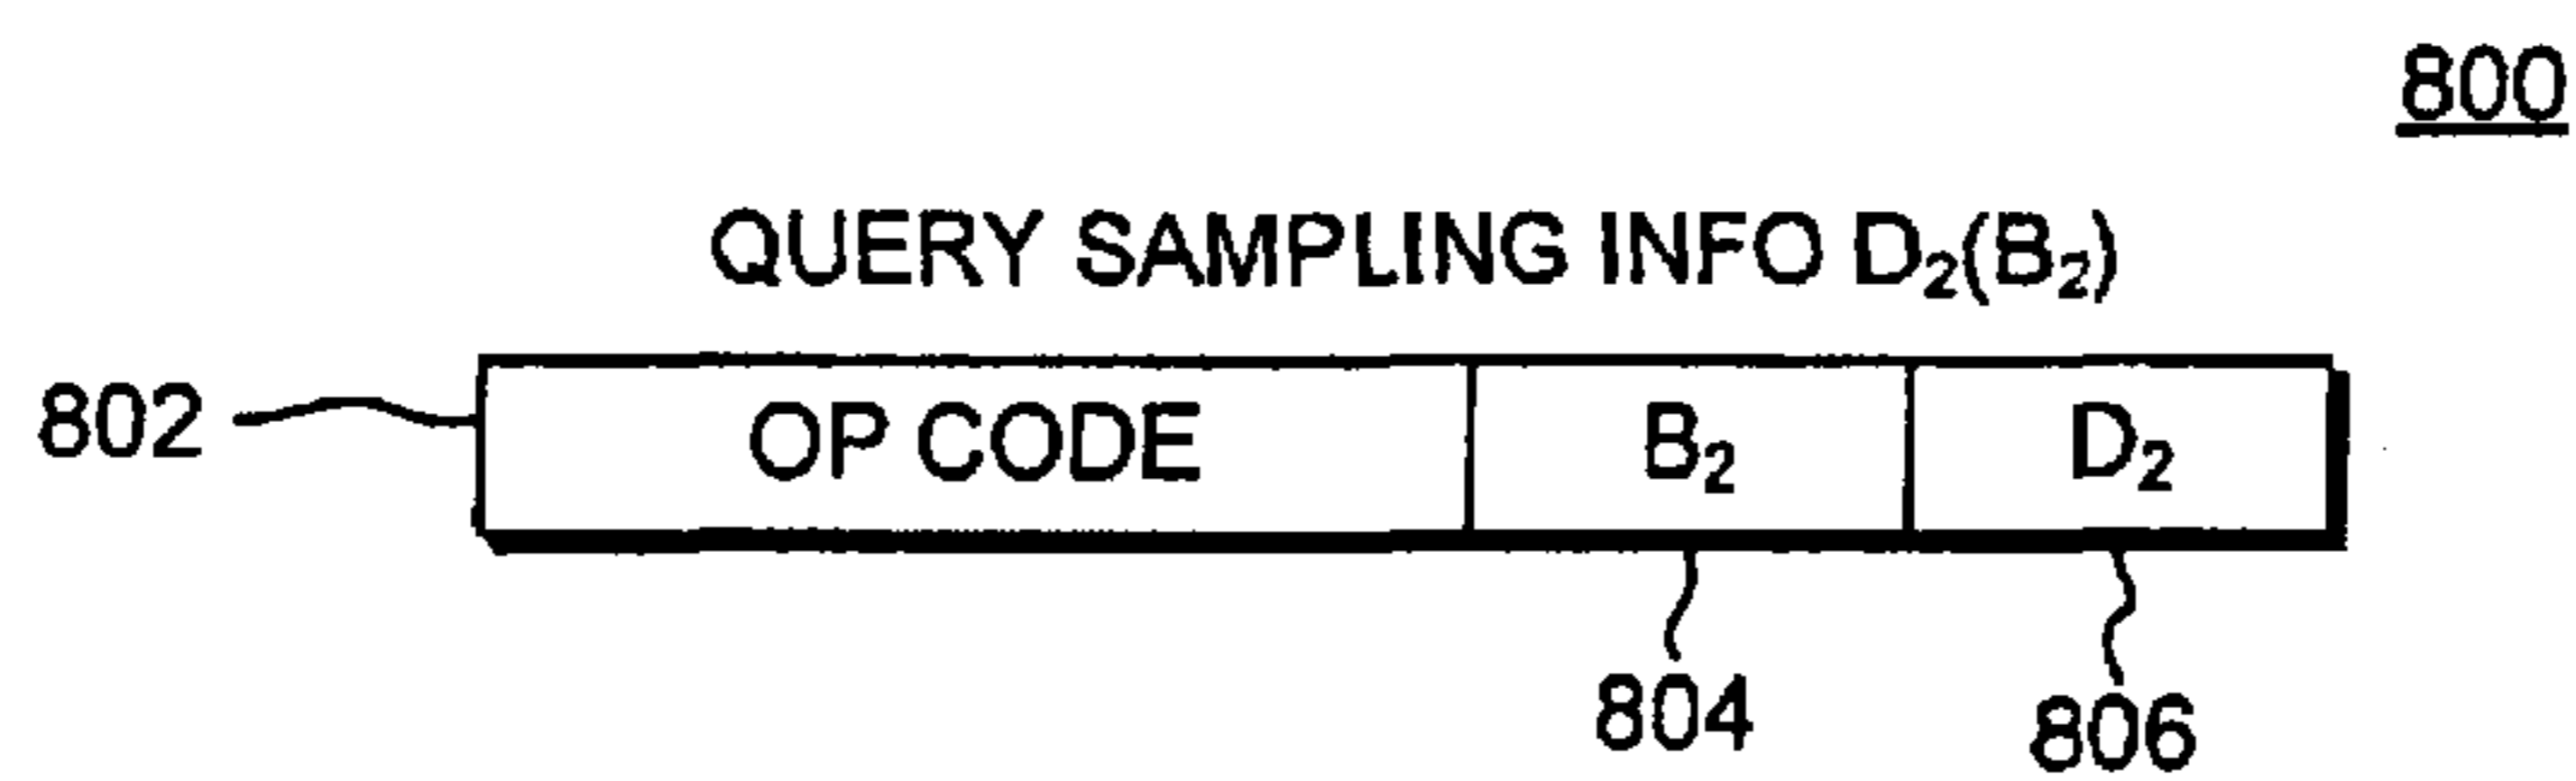 800
QUERY SAMPLING INFO D₂(B₂)
802 OP CODE B₂ D₂
804 806